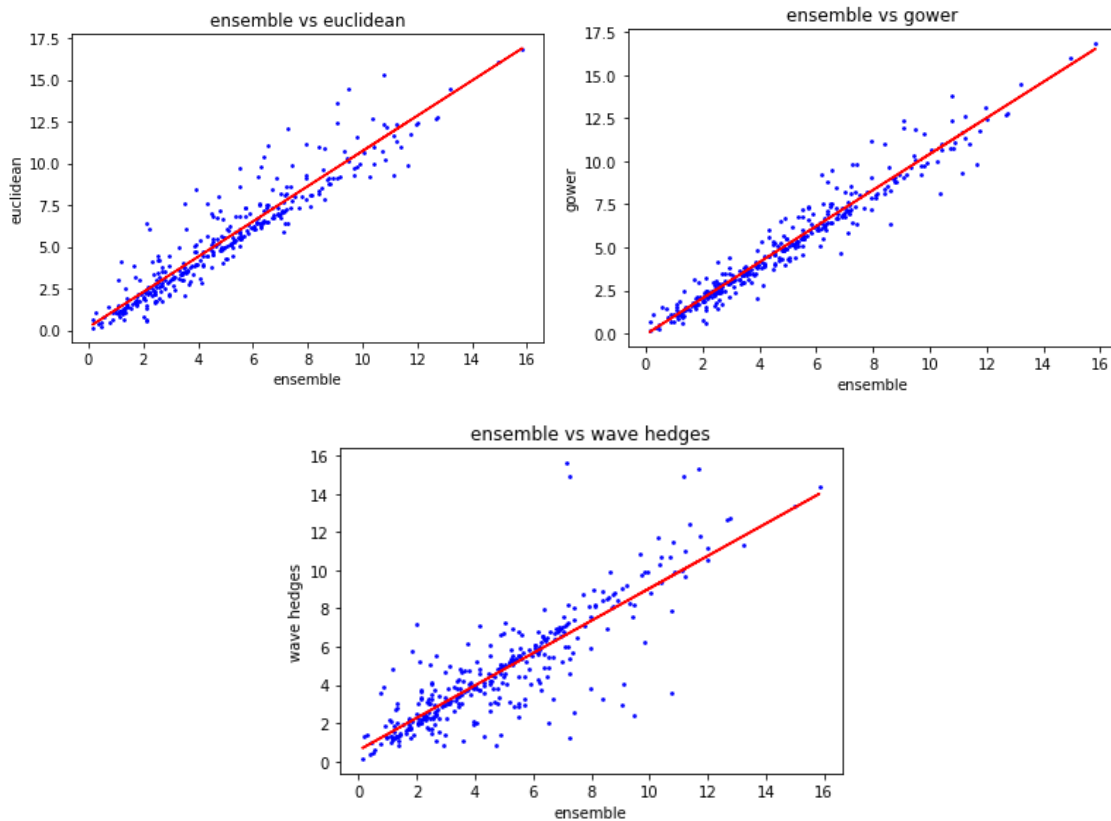 ensemble vs euclidean
17.5
15.0
12.5
10.0
7.5
5.0
2.5
0.0
euclidean
0 2 4 6 8 10 12 14 16
ensemble
ensemble vs gower
17.5
15.0
12.5
10.0
7.5
5.0
2.5
0.0
gower
0 2 4 6 8 10 12 14 16
ensemble
ensemble vs wave hedges
16
14
12
10
8
6
4
2
0
wave hedges
0 2 4 6 8 10 12 14 16
ensemble